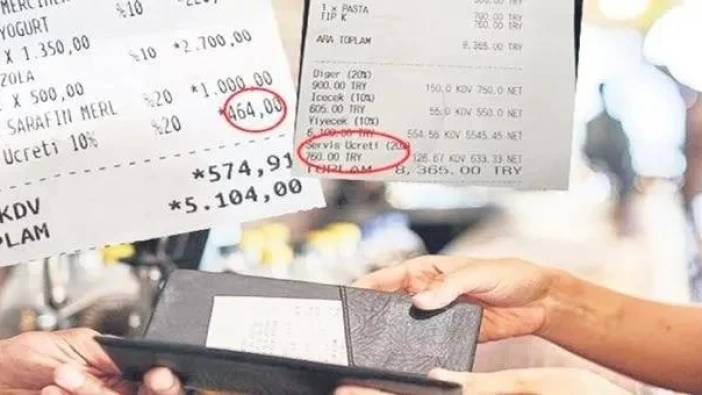 %10
YOGURT
X 1.350,00
%10 *2.700,00
ZOLA
X 500,00
%20 *1.000,00
SARAFIN MERL
%20 *464,00
Ücreti 10%
KDV *574,91
*5.104,00
1 x PASTA
TIP K
760.00 TRY
ARA TOPLAM 8,365.00 TRY
Diger (20%)
900.00 TRY 150.0 KDV 750.0 NET
Icecek (10%)
605.00 TRY 55.0 KDV 550.0 NET
Yiyecek (10%)
6,100.00 TRY 554.55 KDV 5545.45 NET
Servis Ucreti (20%
760.00 TRY 126.67 KDV 633.33 NET
TOPLAM 8,365.00 TRY